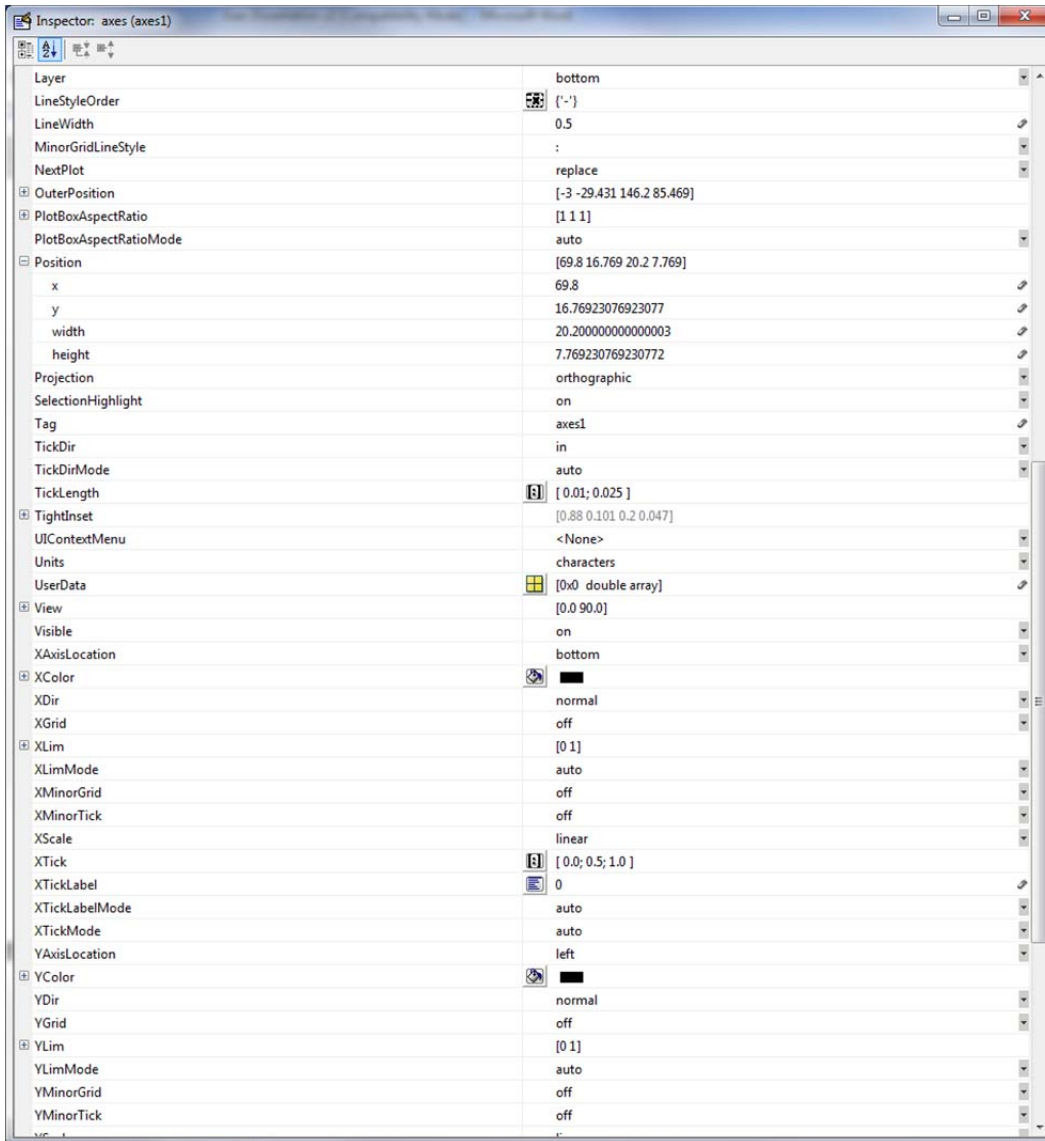 Inspector: axes (axes1)
Layer bottom
LineStyleOrder {'-'}
LineWidth 0.5
MinorGridLineStyle :
NextPlot replace
OuterPosition [-3 -29.431 146.2 85.469]
PlotBoxAspectRatio [1 1 1]
PlotBoxAspectRatioMode auto
Position [69.8 16.769 20.2 7.769]
x 69.8
y 16.76923076923077
width 20.200000000000003
height 7.769230769230772
Projection orthographic
SelectionHighlight on
Tag axes1
TickDir in
TickDirMode auto
TickLength [ 0.01; 0.025 ]
TightInset [0.88 0.101 0.2 0.047]
UIContextMenu <None>
Units characters
UserData [0x0 double array]
View [0.0 90.0]
Visible on
XAxisLocation bottom
XColor
XDir normal
XGrid off
XLim [0 1]
XLimMode auto
XMinorGrid off
XMinorTick off
XScale linear
XTick [ 0.0; 0.5; 1.0 ]
XTickLabel 0
XTickLabelMode auto
XTickMode auto
YAxisLocation left
YColor
YDir normal
YGrid off
YLim [0 1]
YLimMode auto
YMinorGrid off
YMinorTick off